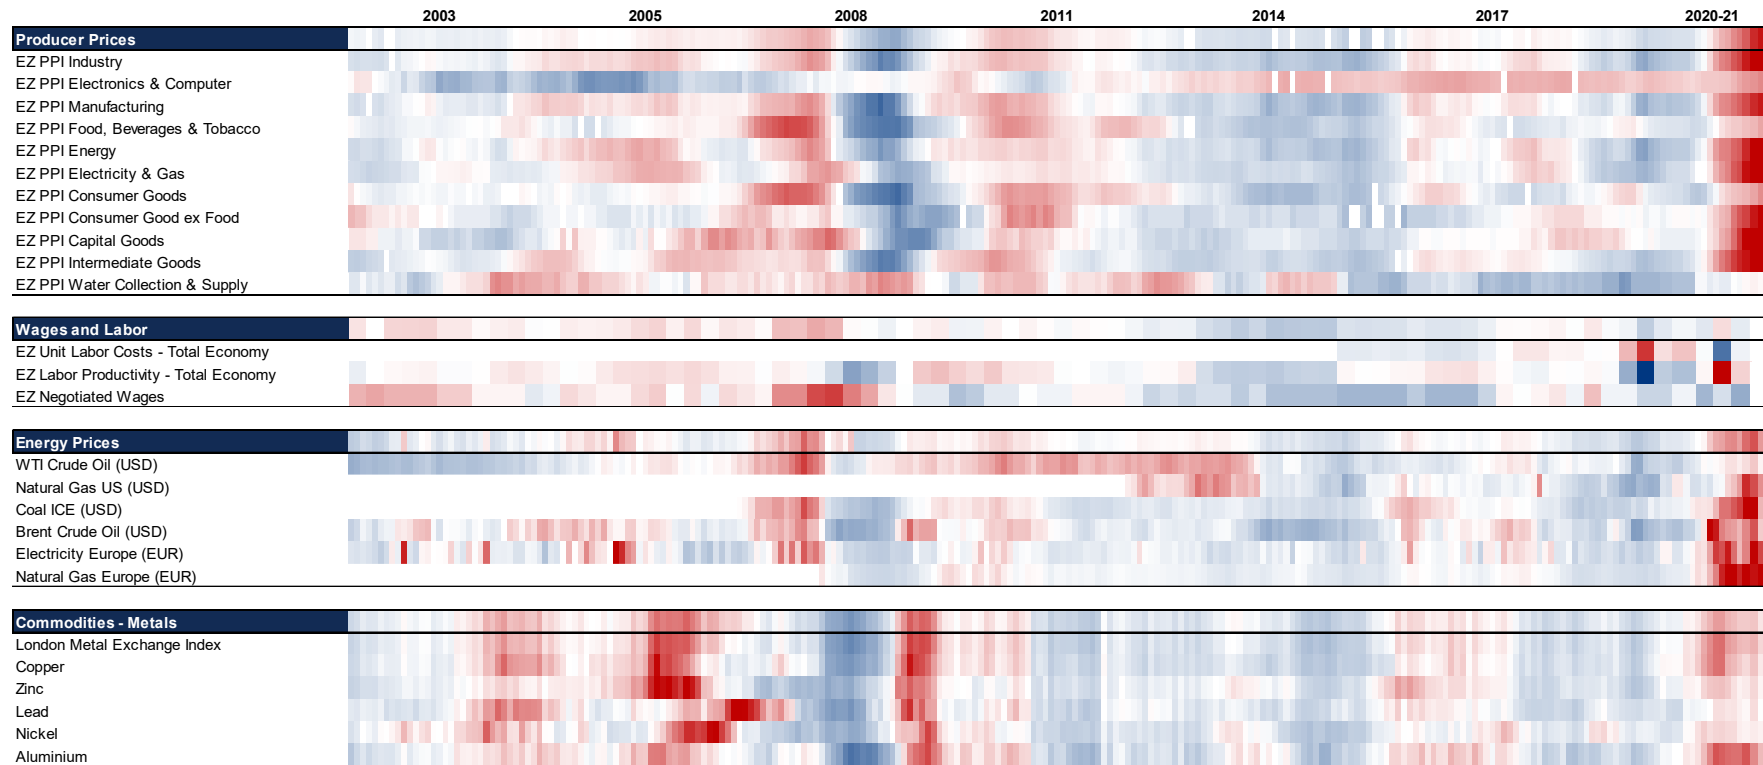 2003 2005 2008 2011 2014 2017 2020-21
Producer Prices
EZ PPI Industry
EZ PPI Electronics & Computer
EZ PPI Manufacturing
EZ PPI Food, Beverages & Tobacco
EZ PPI Energy
EZ PPI Electricity & Gas
EZ PPI Consumer Goods
EZ PPI Consumer Good ex Food
EZ PPI Capital Goods
EZ PPI Intermediate Goods
EZ PPI Water Collection & Supply
Wages and Labor
EZ Unit Labor Costs - Total Economy
EZ Labor Productivity - Total Economy
EZ Negotiated Wages
Energy Prices
WTI Crude Oil (USD)
Natural Gas US (USD)
Coal ICE (USD)
Brent Crude Oil (USD)
Electricity Europe (EUR)
Natural Gas Europe (EUR)
Commodities - Metals
London Metal Exchange Index
Copper
Zinc
Lead
Nickel
Aluminium